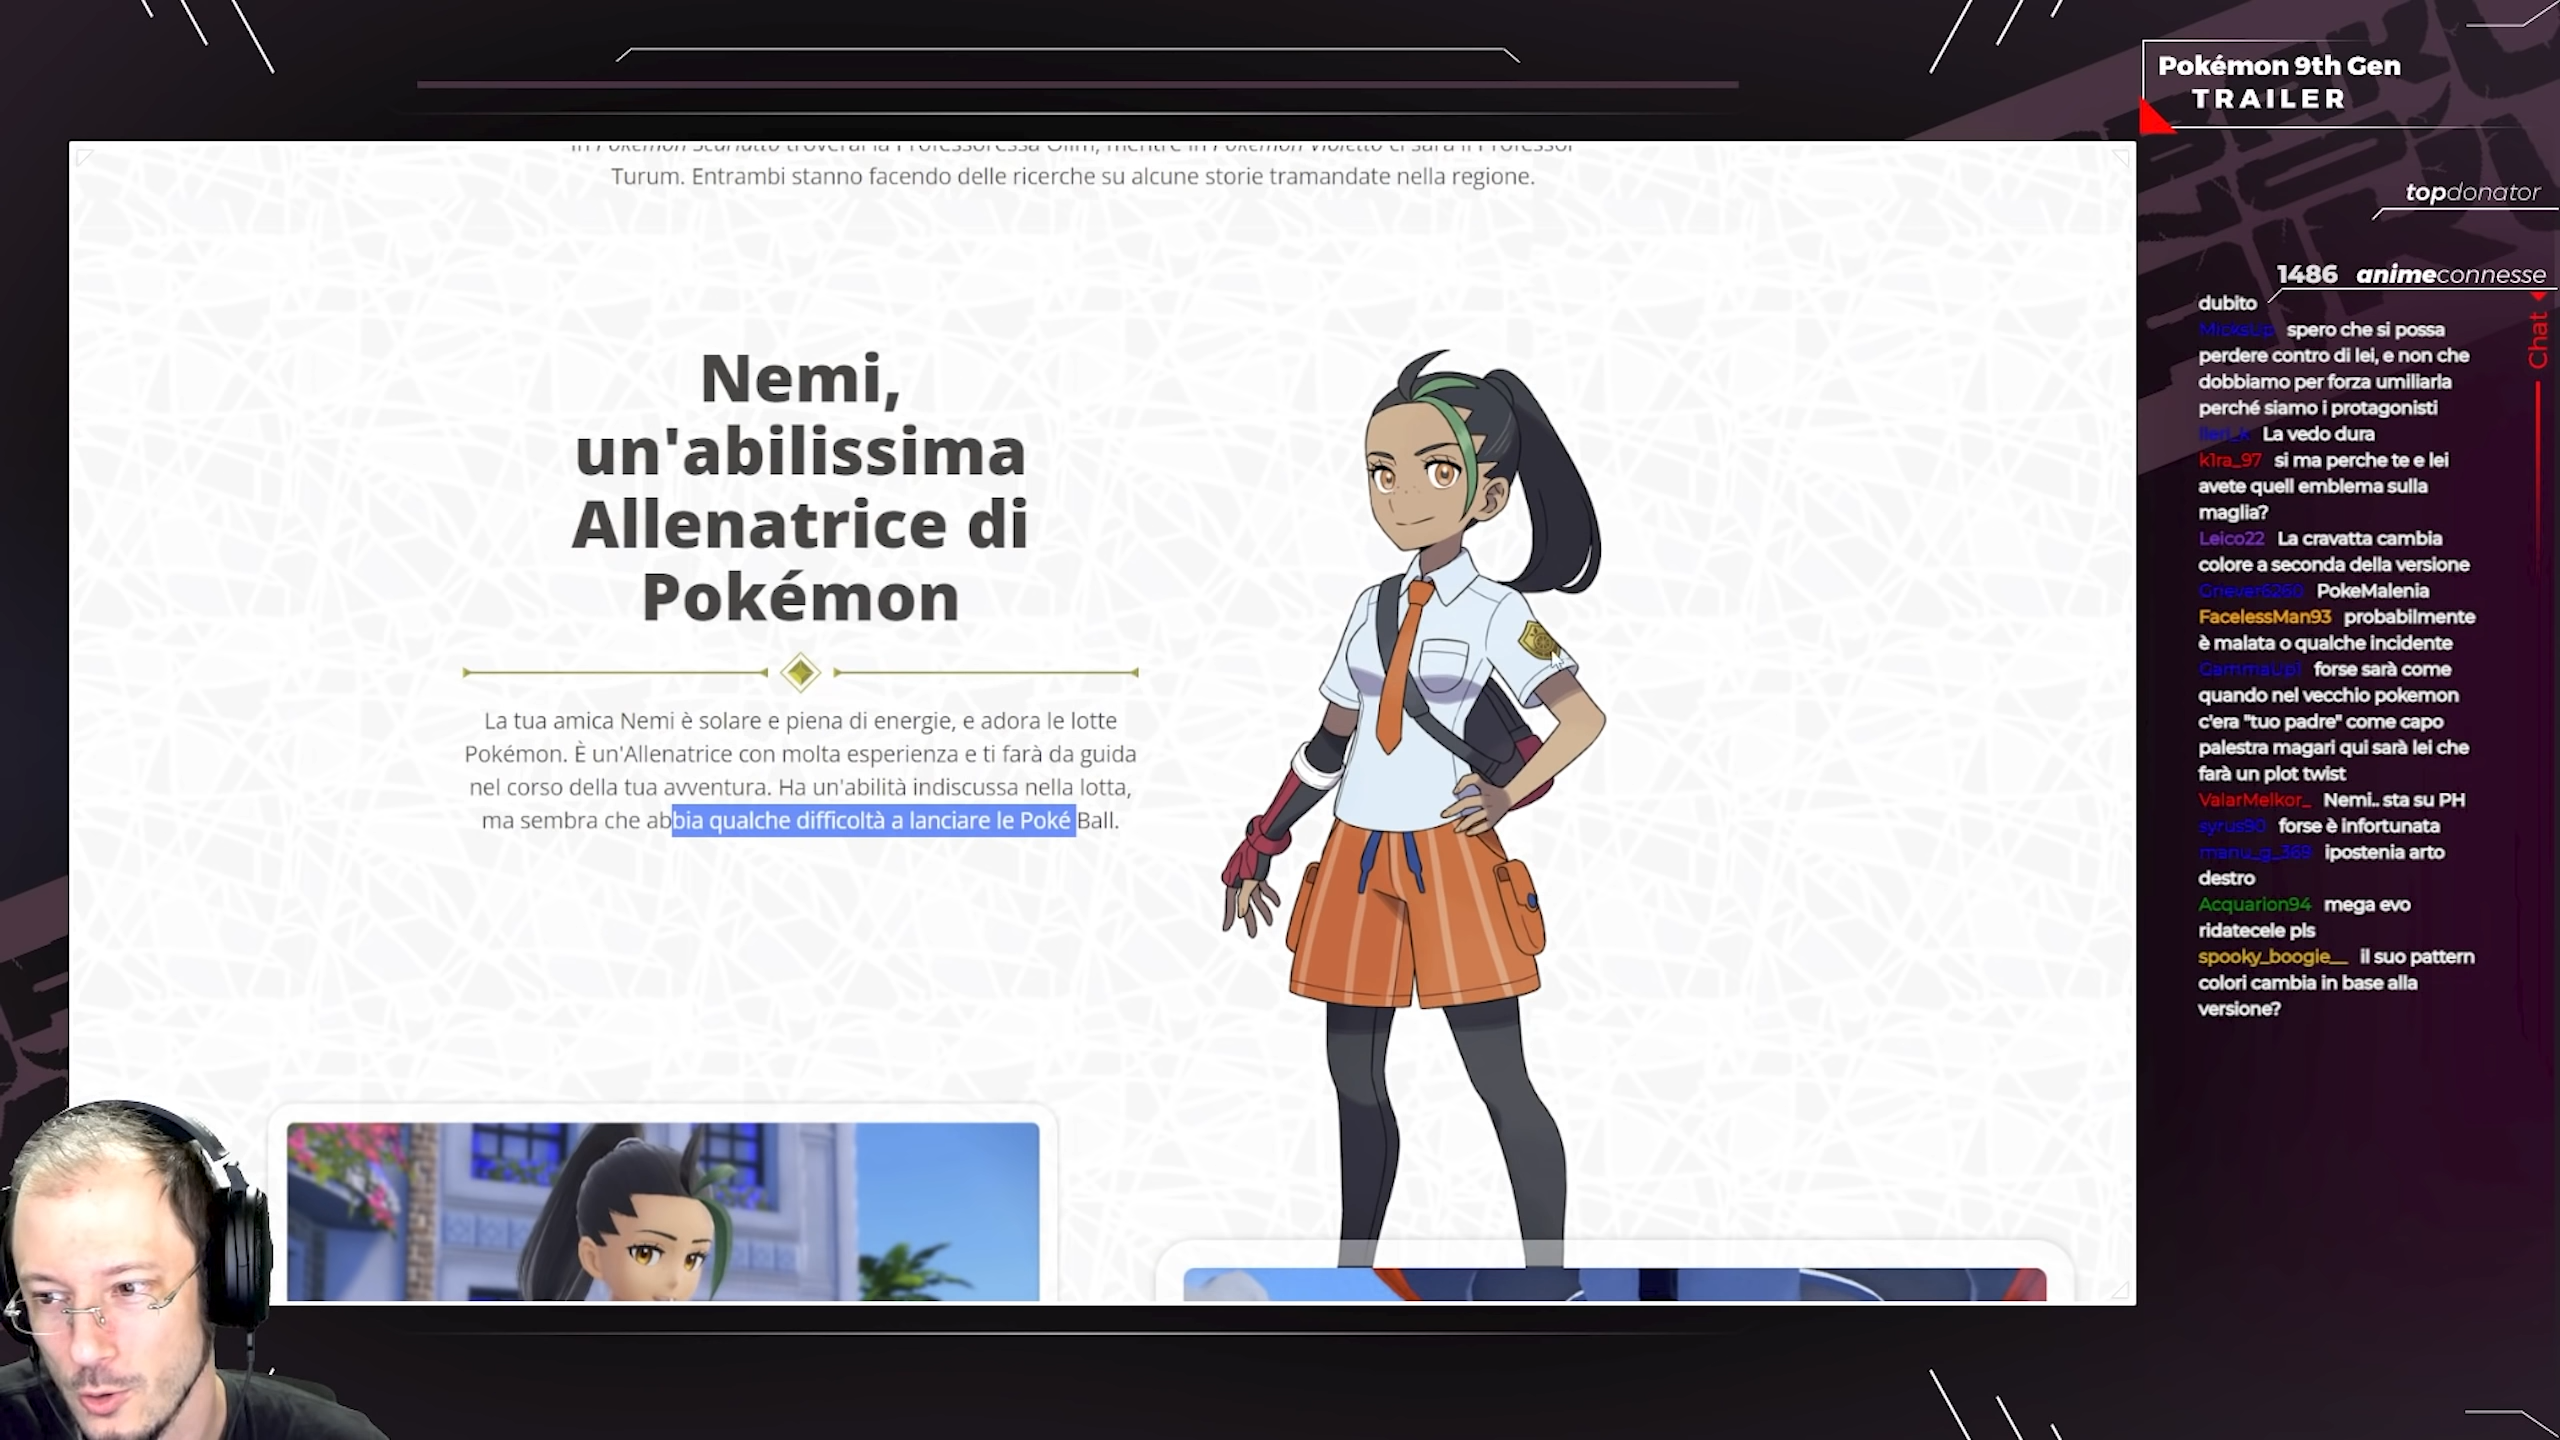 Pokémon 9th Gen
TRAILER
topdonator
1486 animeconnesse
Turum. Entrambi stanno facendo delle ricerche su alcune storie tramandate nella regione.
Nemi,
un'abilissima
Allenatrice di
Pokémon
La tua amica Nemi è solare e piena di energie, e adora le lotte
Pokémon. È un'Allenatrice con molta esperienza e ti farà da guida
nel corso della tua avventura. Ha un'abilità indiscussa nella lotta,
ma sembra che abbia qualche difficoltà a lanciare le Poké Ball.
Chat
dubito
spero che si possa
perdere contro di lei, e non che
dobbiamo per forza umiliarla
perché siamo i protagonisti
La vedo dura
k1ra_97 si ma perche te e lei
avete quell emblema sulla
maglia?
Leico22 La cravatta cambia
colore a seconda della versione
Griever6260 PokeMalenia
FacelessMan93 probabilmente
è malata o qualche incidente
forse sarà come
quando nel vecchio pokemon
c'era "tuo padre" come capo
palestra magari qui sarà lei che
farà un plot twist
ValarMelkor_ Nemi.. sta su PH
syrus90 forse è infortunata
manu_g_369 ipostenia arto
destro
Acquarion94 mega evo
ridatecele pls
spooky_boogie__ il suo pattern
colori cambia in base alla
versione?